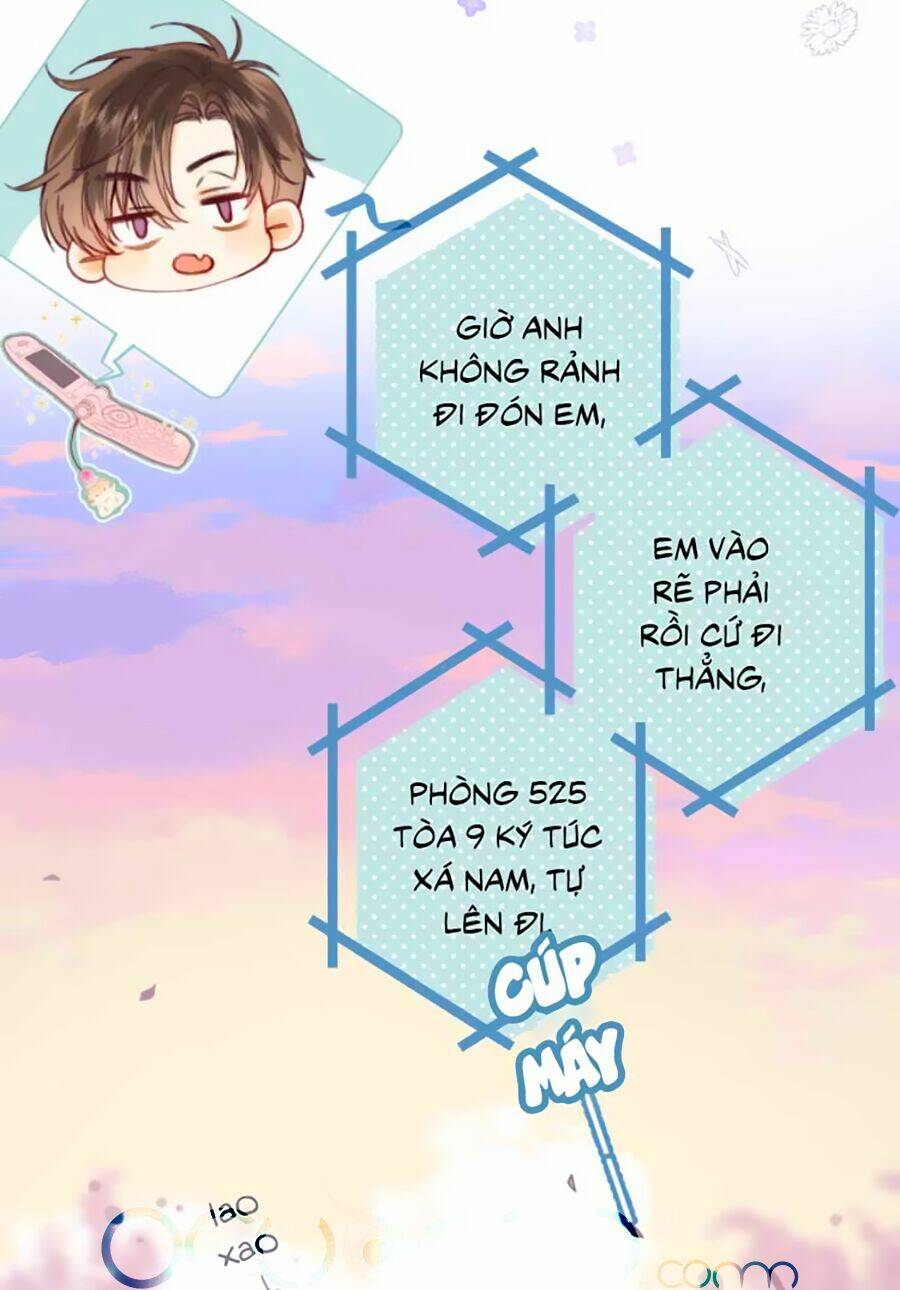 GIỜ ANH
KHÔNG RẢNH
ĐI ĐÓN EM,
EM VÀO
RẼ PHẢI
RỒI CỨ ĐI
THẲNG,
PHÒNG 525
TÒA 9 KÝ TÚC
XÁ NAM, TỰ
LÊN ĐI.
CÚP
MÁY
lao
xao